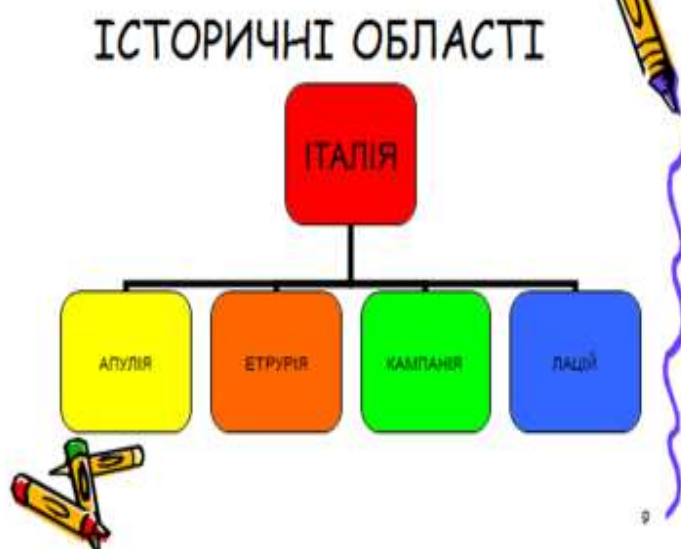 ІСТОРИЧНІ ОБЛАСТІ
ІТАЛІЯ
АПУЛІЯ
ЕТРУРІЯ
КАМПАНІЯ
ЛАЦІЙ
9